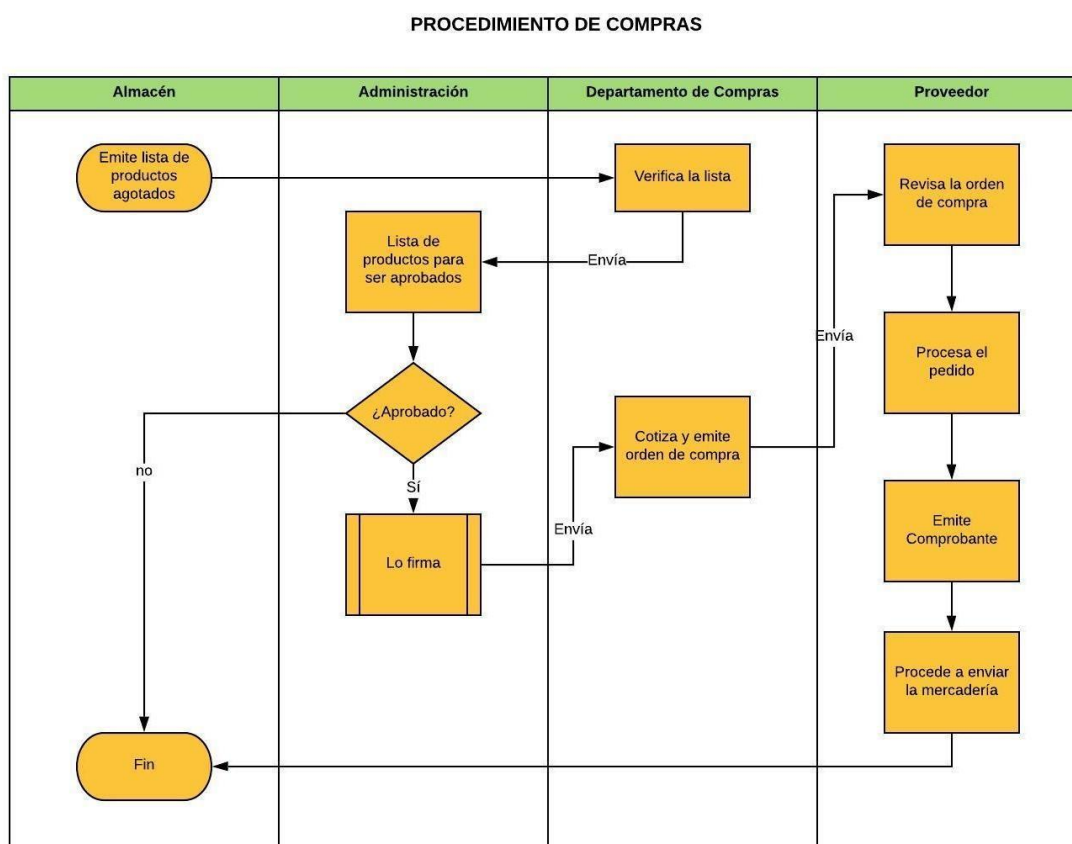 PROCEDIMIENTO DE COMPRAS
Almacén
Administración
Departamento de Compras
Proveedor
Emite lista de
productos
agotados
Verifica la lista
Revisa la orden
de compra
Lista de
productos para
ser aprobados
Envía
Envía
Procesa el
pedido
¿Aprobado?
Cotiza y emite
orden de compra
no
Sí
Envía
Emite
Comprobante
Lo firma
Procede a enviar
la mercadería
Fin